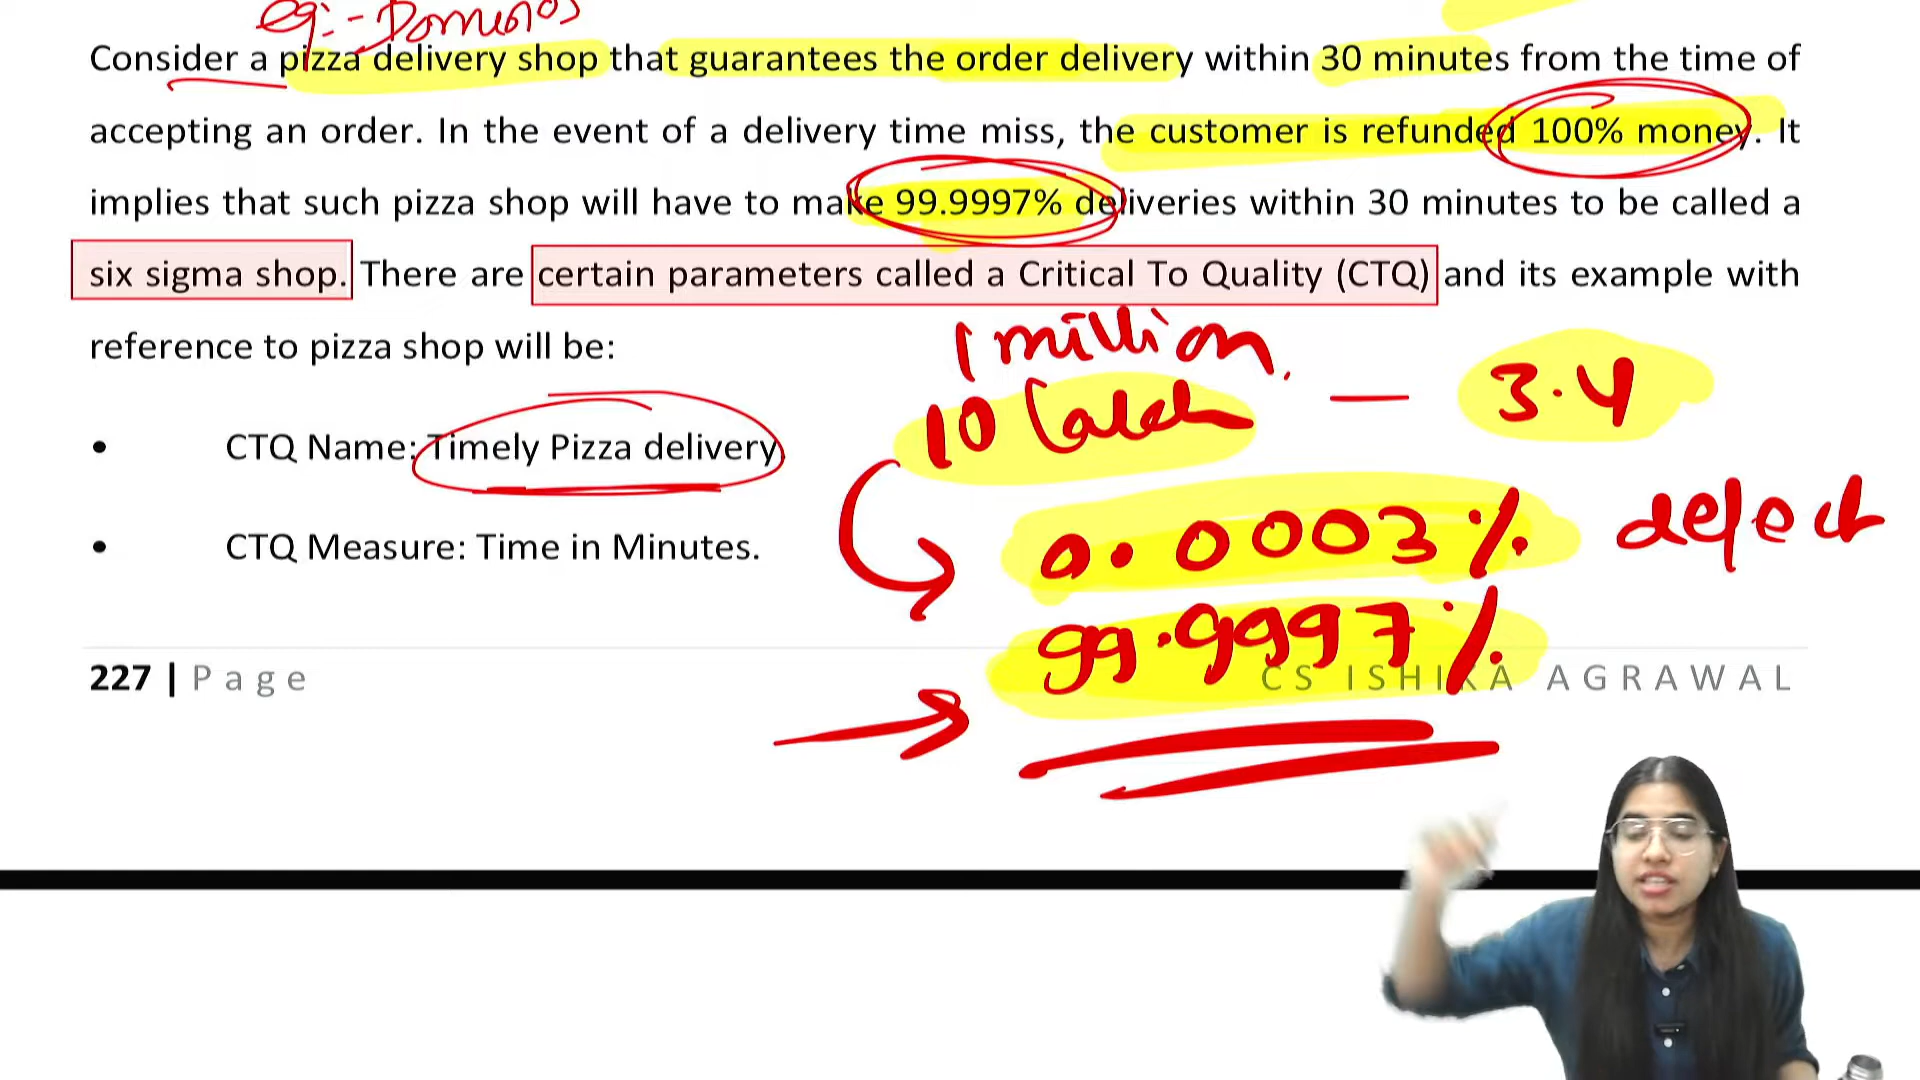 eg:- Dominos
Consider a pizza delivery shop that guarantees the order delivery within 30 minutes from the time of
accepting an order. In the event of a delivery time miss, the customer is refunded 100% money. It
implies that such pizza shop will have to make 99.9997% deliveries within 30 minutes to be called a
six sigma shop. There are certain parameters called a Critical To Quality (CTQ) and its example with
reference to pizza shop will be:
1 million.
10 Lakh — 3.4
• CTQ Name: Timely Pizza delivery
• CTQ Measure: Time in Minutes.
0.0003% defect
99.9997%
227 | Page
CS ISHIKA AGRAWAL